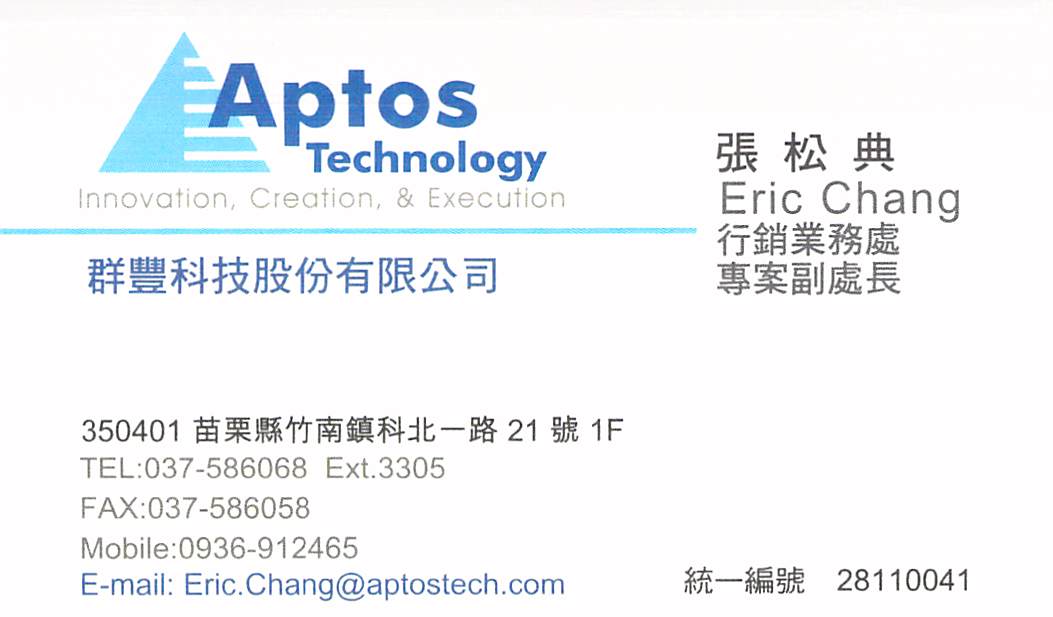 Aptos
Technology
Innovation, Creation, & Execution
群豐科技股份有限公司
張松典
Eric Chang
行銷業務處
專案副處長
350401 苗栗縣竹南鎮科北一路 21 號 1F
TEL:037-586068 Ext.3305
FAX:037-586058
Mobile:0936-912465
E-mail: Eric.Chang@aptostech.com
統一編號 28110041